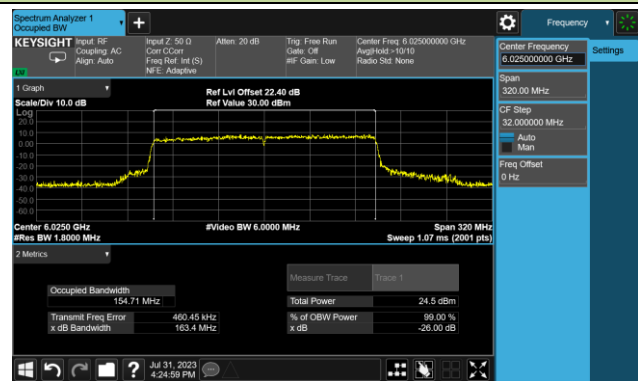 Spectrum Analyzer 1
Occupied BW
Frequency
KEYSIGHT
Input: RF
Coupling: AC
Align: Auto
Input Z: 50 Ω
Corr CCorr
Freq Ref: Int (S)
NFE: Adaptive
Atten: 20 dB
Trig: Free Run
Gate: Off
#IF Gain: Low
Center Freq: 6.025000000 GHz
Avg|Hold:>10/10
Radio Std: None
Center Frequency
6.025000000 GHz
Settings
Span
320.00 MHz
CF Step
32.000000 MHz
Auto
Man
Freq Offset
0 Hz
1 Graph
Scale/Div 10.0 dB
Ref Lvl Offset 22.40 dB
Ref Value 30.00 dBm
Log
20.0
10.0
0.00
-10.0
-20.0
-30.0
-40.0
-50.0
-60.0
Center 6.0250 GHz
#Video BW 6.0000 MHz
Span 320 MHz
#Res BW 1.8000 MHz
Sweep 1.07 ms (2001 pts)
2 Metrics
Measure Trace
Trace 1
Occupied Bandwidth
154.71 MHz
Total Power
24.5 dBm
Transmit Freq Error
460.45 kHz
% of OBW Power
99.00 %
x dB Bandwidth
163.4 MHz
x dB
-26.00 dB
Jul 31, 2023
4:24:59 PM